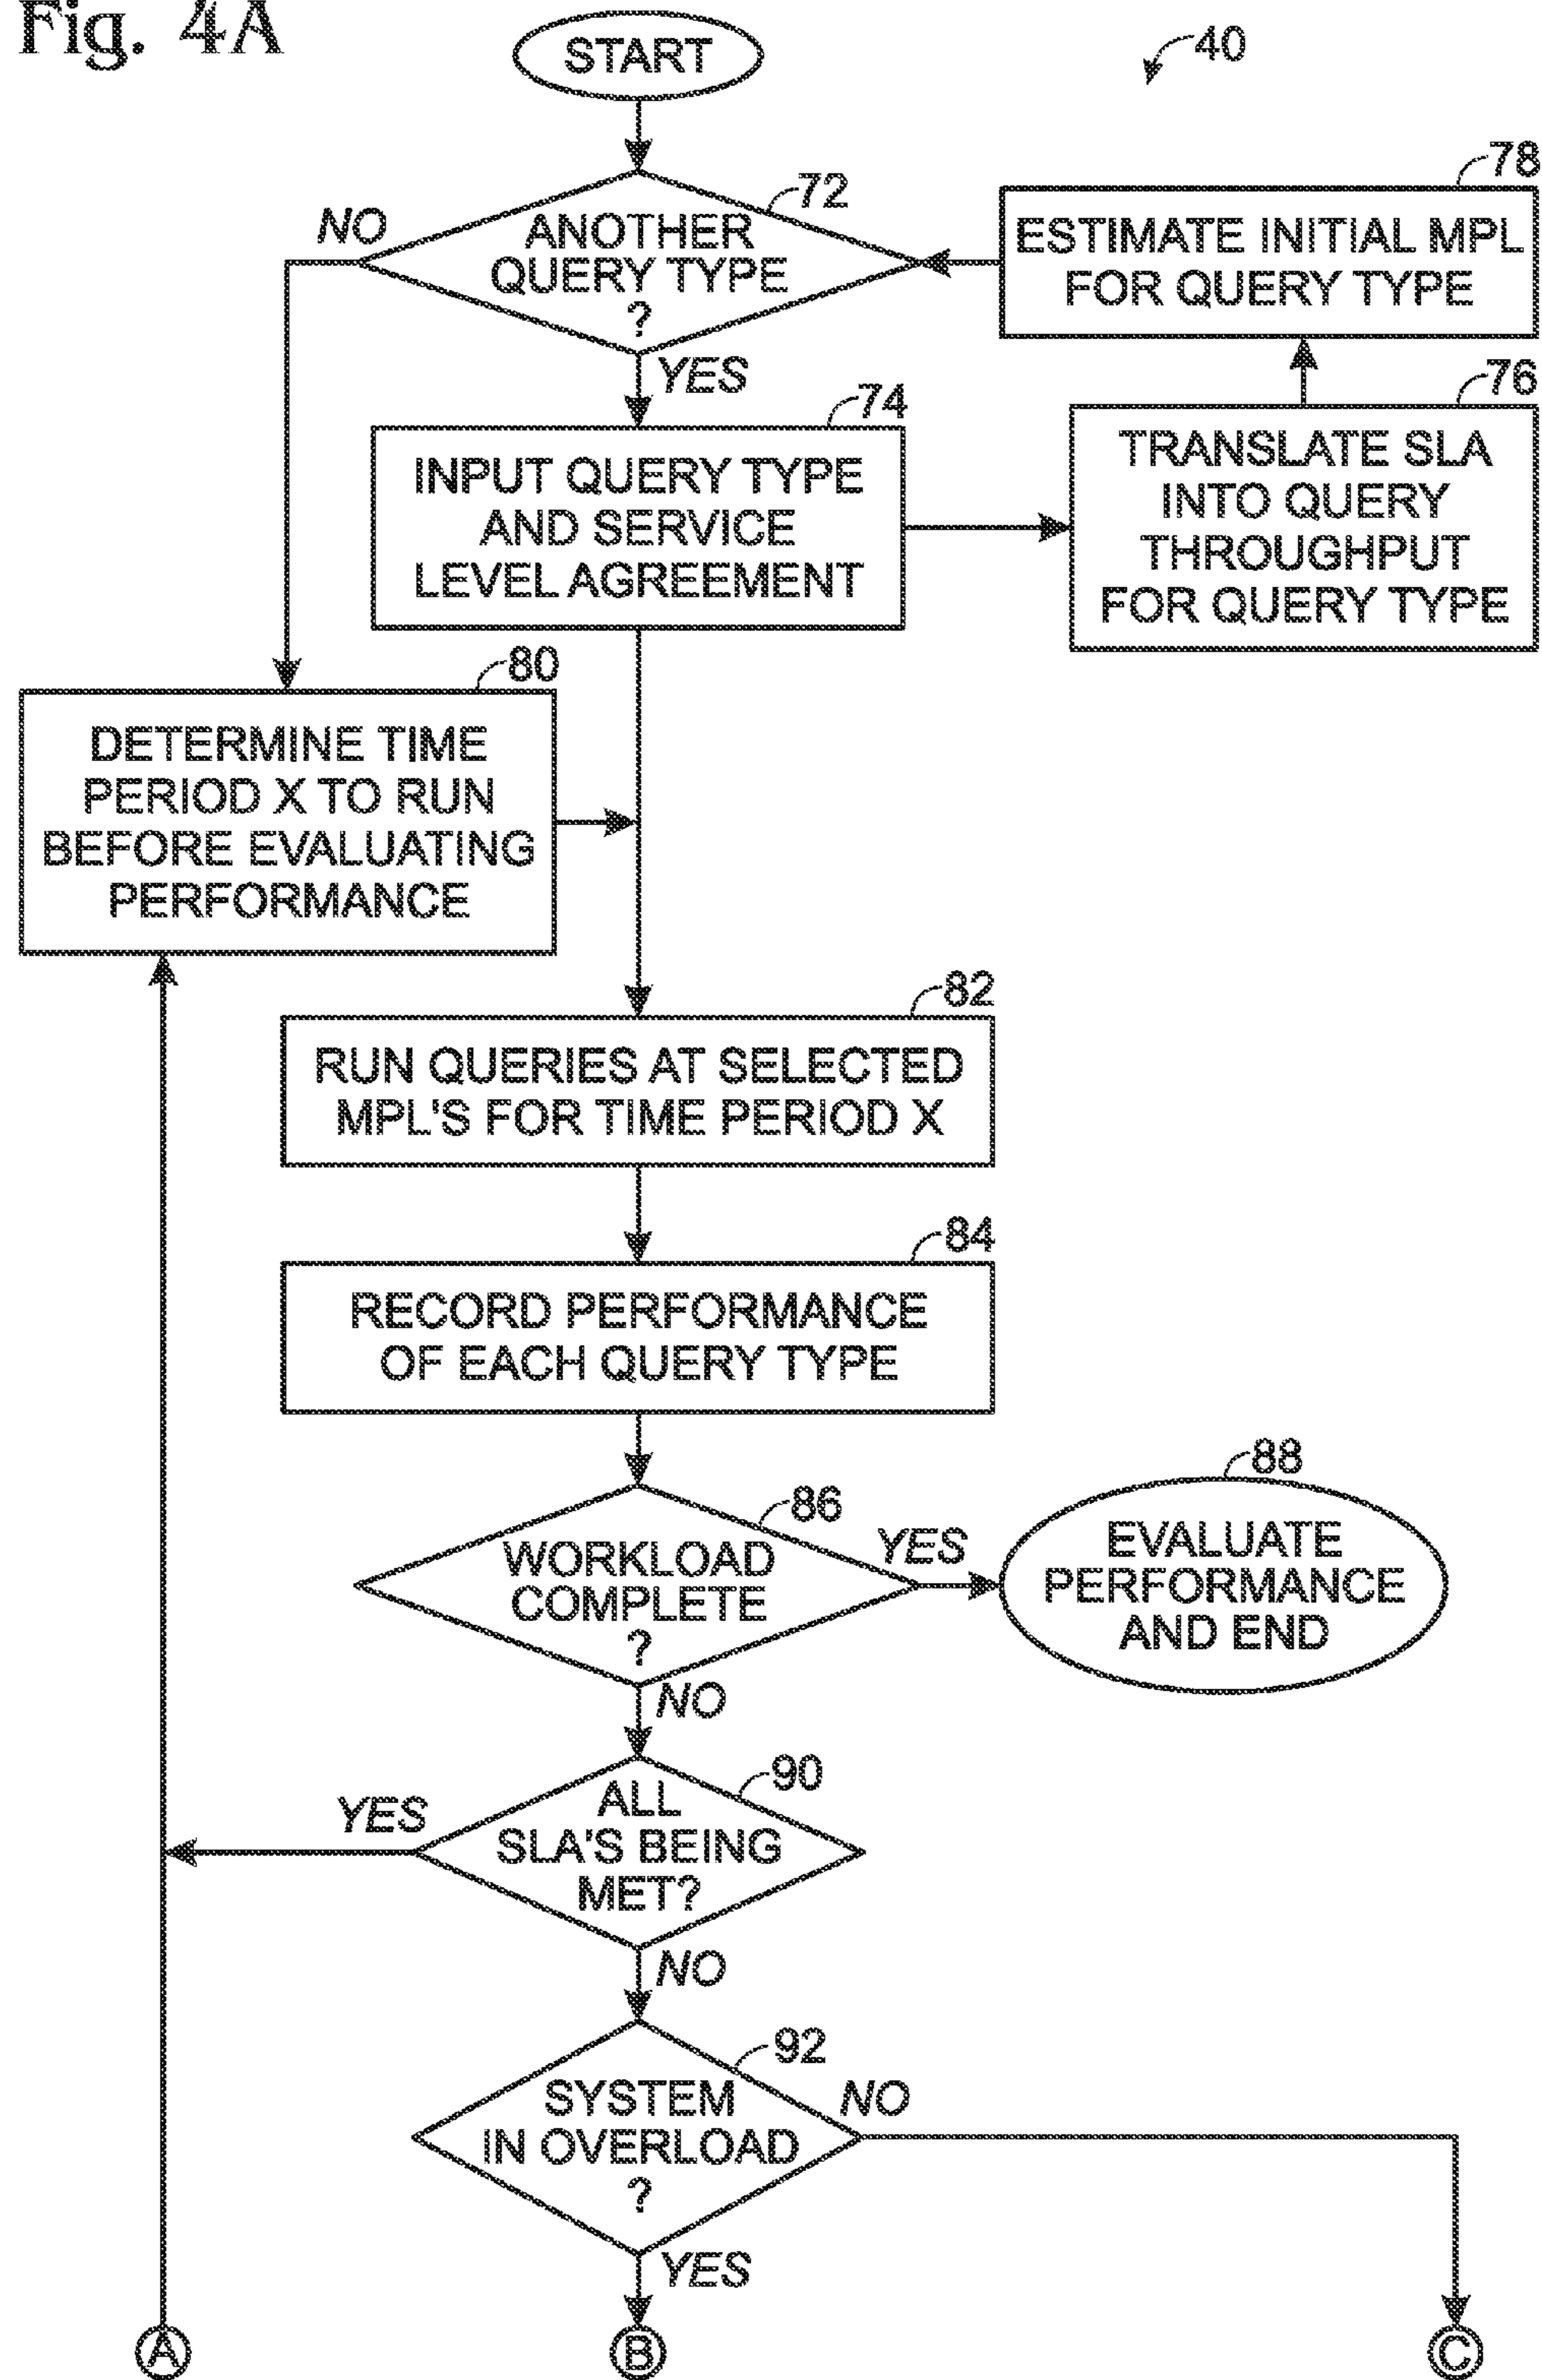 Fig. 4A
START
40
72
NO
ANOTHER
QUERY TYPE
?
YES
78
ESTIMATE INITIAL MPL
FOR QUERY TYPE
74
INPUT QUERY TYPE
AND SERVICE
LEVEL AGREEMENT
76
TRANSLATE SLA
INTO QUERY
THROUGHPUT
FOR QUERY TYPE
80
DETERMINE TIME
PERIOD X TO RUN
BEFORE EVALUATING
PERFORMANCE
82
RUN QUERIES AT SELECTED
MPL'S FOR TIME PERIOD X
84
RECORD PERFORMANCE
OF EACH QUERY TYPE
86
WORKLOAD
COMPLETE
?
YES
NO
88
EVALUATE
PERFORMANCE
AND END
90
YES
ALL
SLA'S BEING
MET?
NO
92
SYSTEM
IN OVERLOAD
?
NO
YES
A
B
C